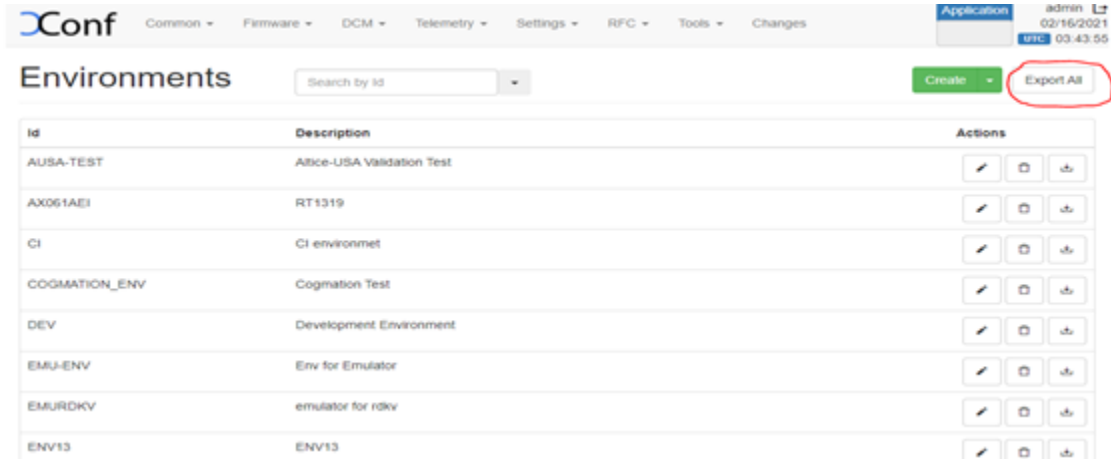 XConf Common Firmware DCM Telemetry Settings RFC Tools Changes Application admin
02/16/2021
UTC 03:43:55
Environments Search by Id Create Export All
Id Description Actions
AUSA-TEST Altice-USA Validation Test
AX061AEI RT1319
CI CI environmet
COGMATION_ENV Cogmation Test
DEV Development Environment
EMU-ENV Env for Emulator
EMURDKV emulator for rdkv
ENV13 ENV13